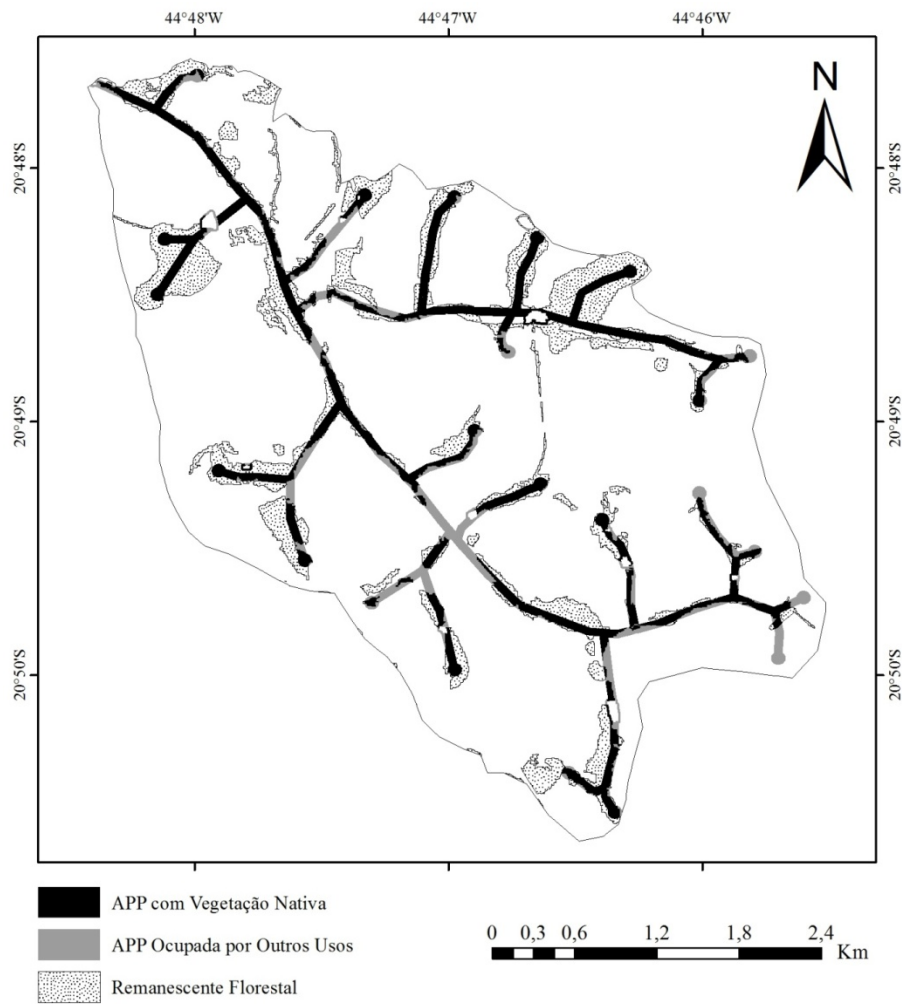 44°48'W 44°47'W 44°46'W
N
20°48'S 20°48'S
20°49'S 20°49'S
20°50'S 20°50'S
APP com Vegetação Nativa
APP Ocupada por Outros Usos
Remanescente Florestal
0 0,3 0,6 1,2 1,8 2,4
Km